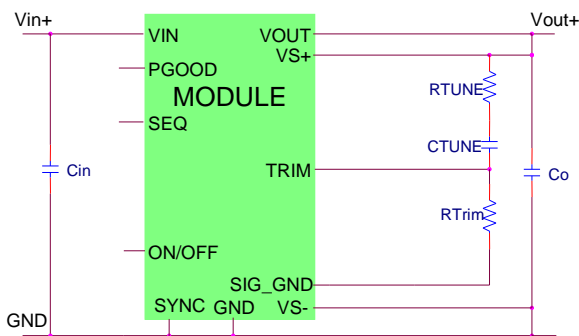 Vin+
Vout+
VIN
VOUT
VS+
PGOOD
RTUNE
MODULE
SEQ
CTUNE
TRIM
Cin
Co
RTrim
ON/OFF
SIG_GND
SYNC
GND
VS-
GND